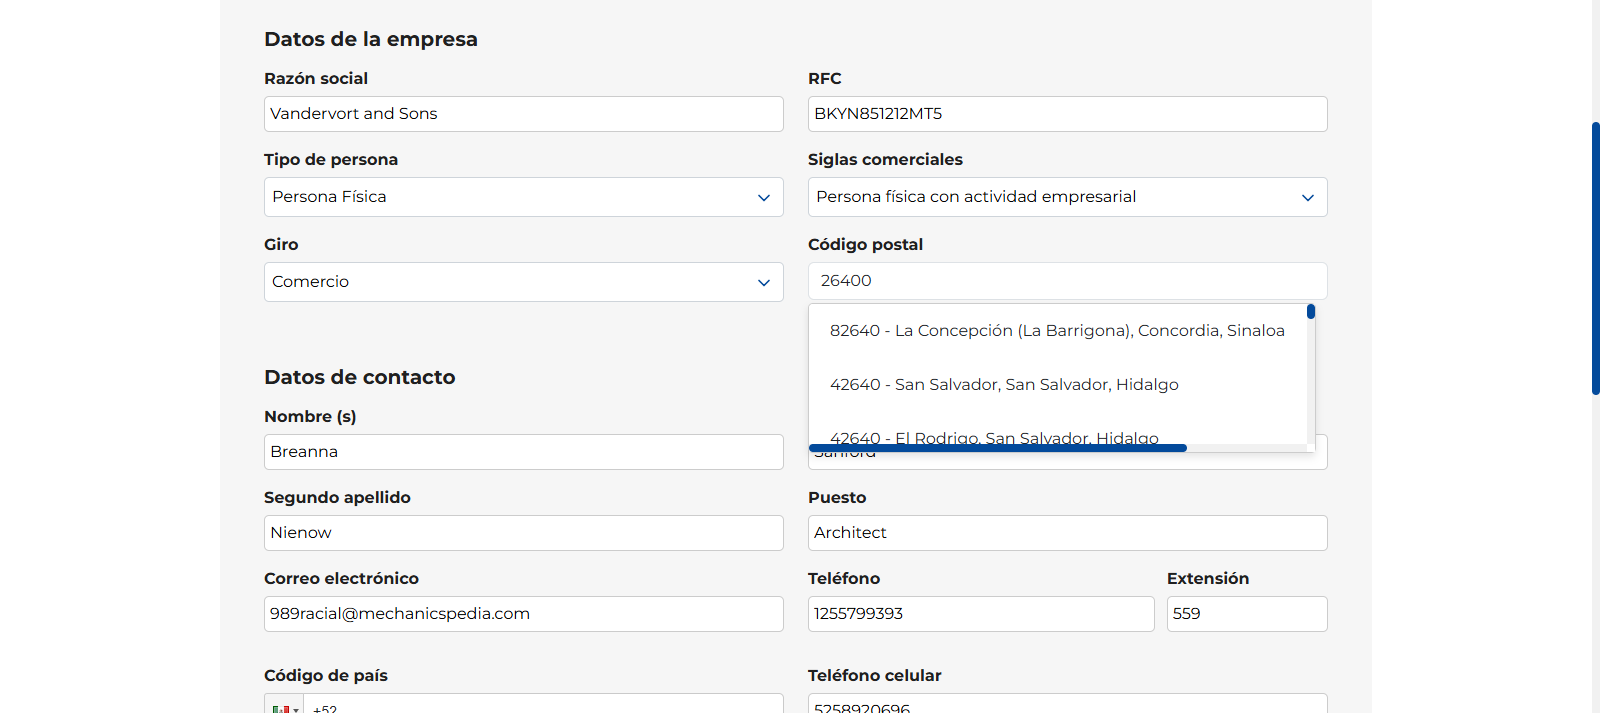 Datos de la empresa
Razón social
RFC
Vandervort and Sons
BKYN851212MT5
Tipo de persona
Siglas comerciales
Persona Física
Persona física con actividad empresarial
Giro
Código postal
Comercio
26400
82640 - La Concepción (La Barrigona), Concordia, Sinaloa
42640 - San Salvador, San Salvador, Hidalgo
42640 - El Rodrigo, San Salvador, Hidalgo
Datos de contacto
Nombre (s)
Breanna
Sanford
Segundo apellido
Puesto
Nienow
Architect
Correo electrónico
Teléfono
Extensión
989racial@mechanicspedia.com
1255799393
559
Código de país
Teléfono celular
+52
5258920696